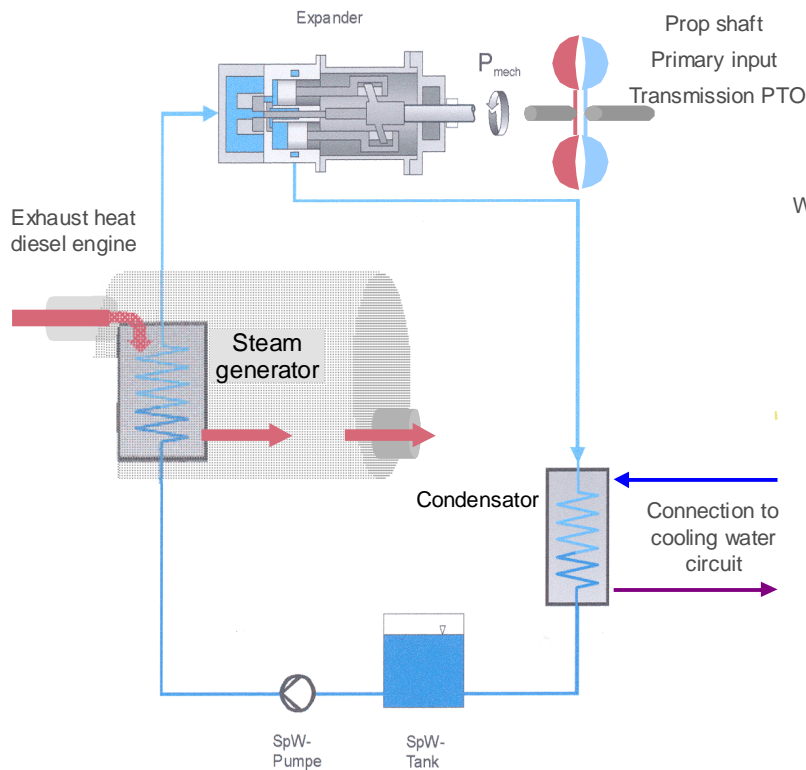 Expander
Prop shaft
Primary input
Transmission PTO
Pmech
W
Exhaust heat
diesel engine
Steam
generator
Condensator
Connection to
cooling water
circuit
SpW-
Pumpe
SpW-
Tank